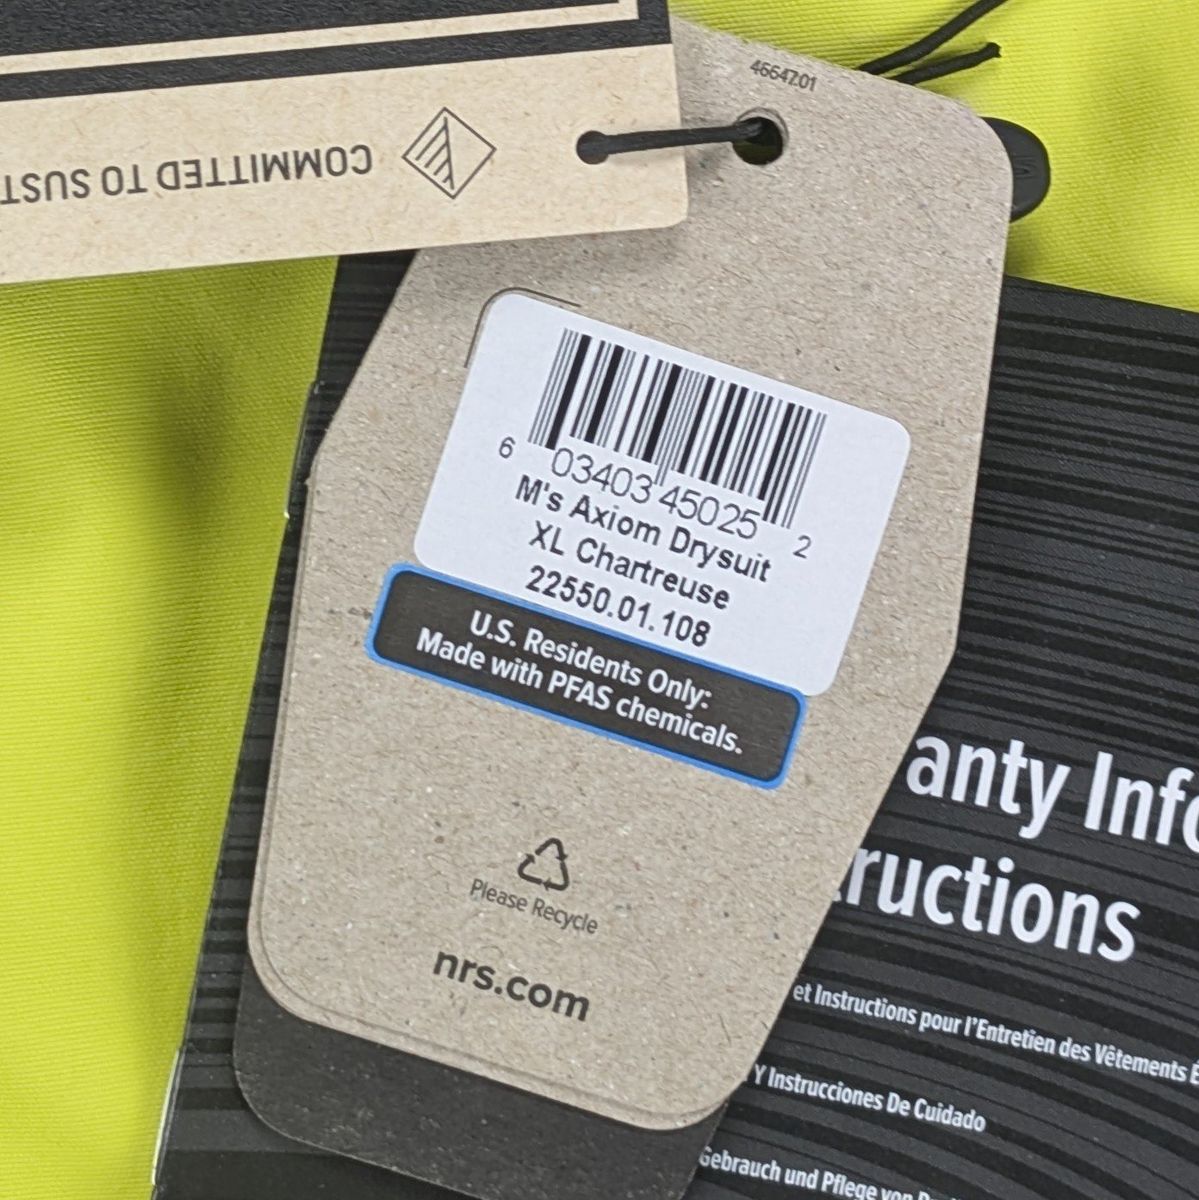 46647.01
COMMITTED TO
6 03403 45025 2
M's Axiom Drysuit
XL Chartreuse
22550.01.108
U.S. Residents Only:
Made with PFAS chemicals.
Please Recycle
nrs.com
anty Info
ructions
et Instructions pour l'Entretien des Vêtements
Y Instrucciones De Cuidado
Gebrauch und Pflege von